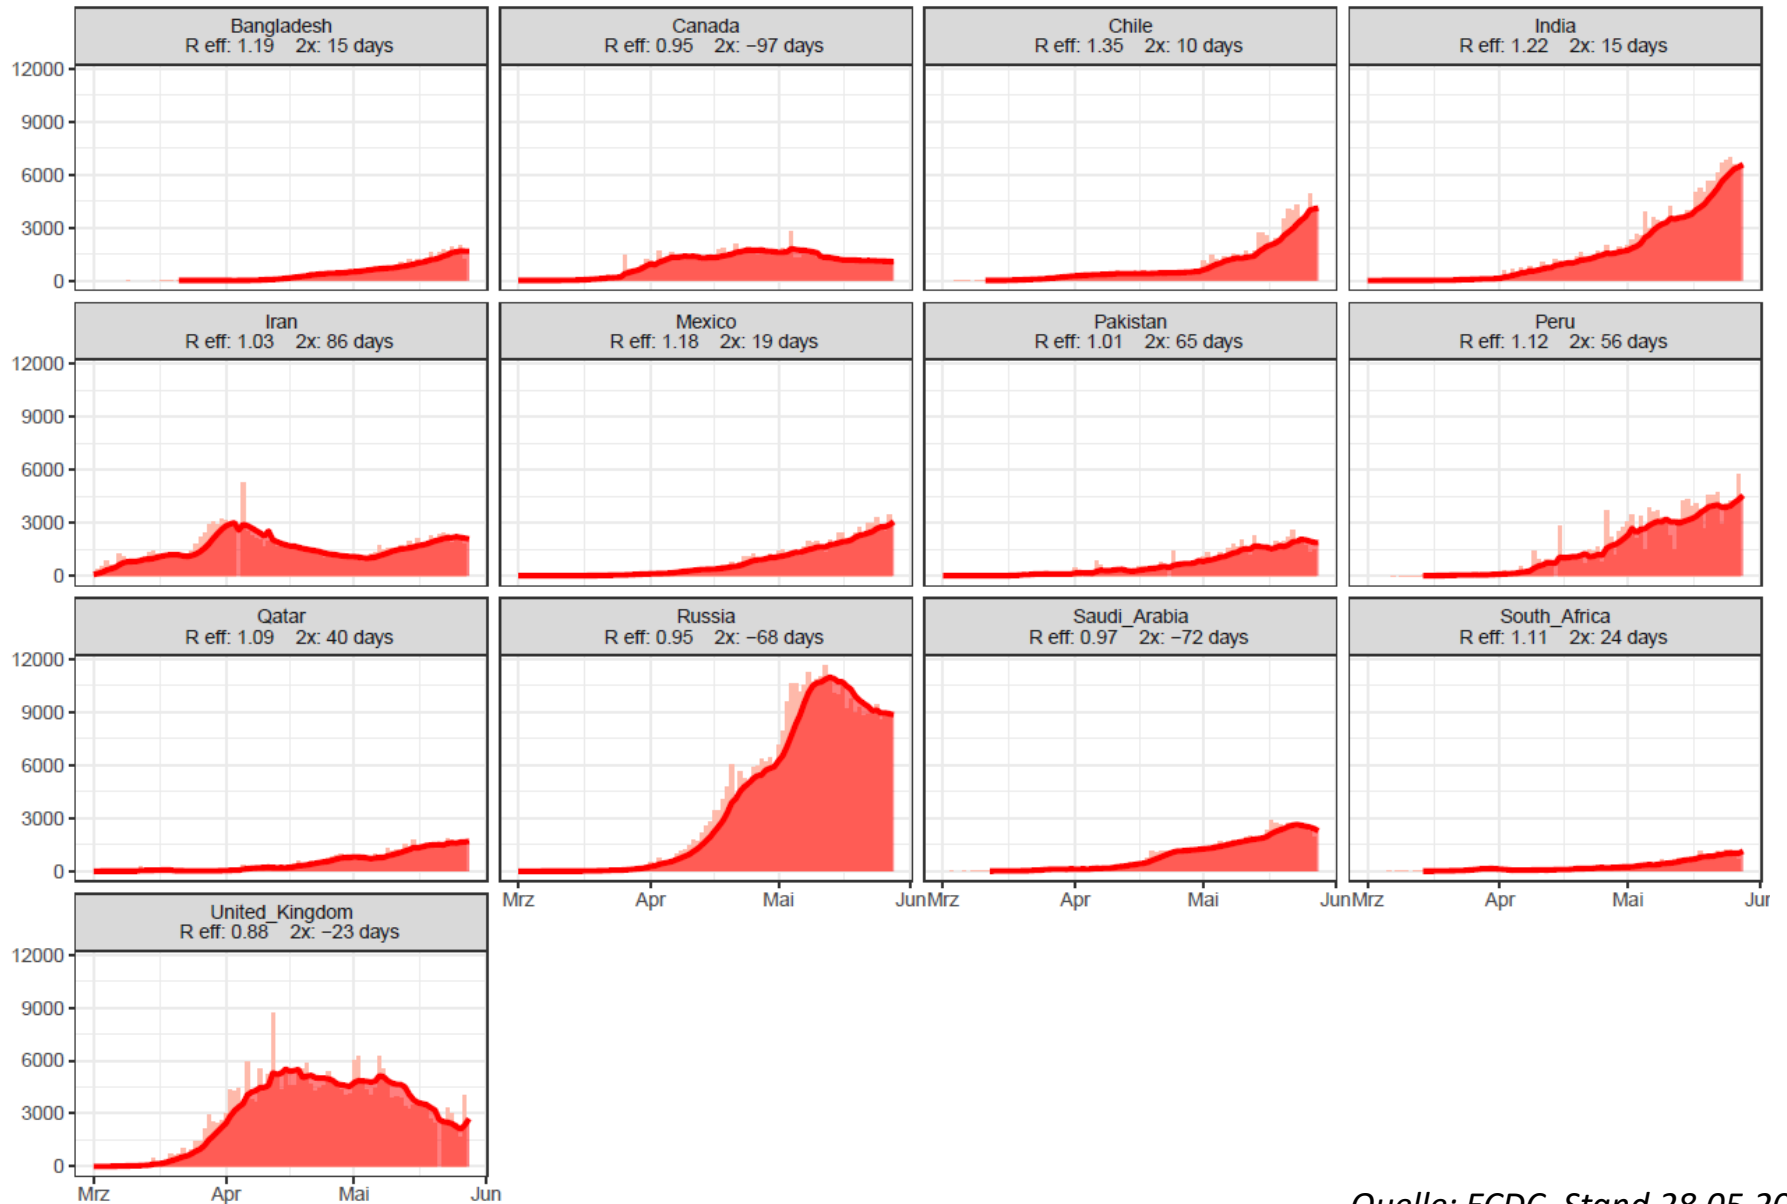 Bangladesh
R eff: 1.19 2x: 15 days
Canada
R eff: 0.95 2x: −97 days
Chile
R eff: 1.35 2x: 10 days
India
R eff: 1.22 2x: 15 days
12000
9000
6000
3000
0
Iran
R eff: 1.03 2x: 86 days
Mexico
R eff: 1.18 2x: 19 days
Pakistan
R eff: 1.01 2x: 65 days
Peru
R eff: 1.12 2x: 56 days
12000
9000
6000
3000
0
Qatar
R eff: 1.09 2x: 40 days
Russia
R eff: 0.95 2x: −68 days
Saudi_Arabia
R eff: 0.97 2x: −72 days
South_Africa
R eff: 1.11 2x: 24 days
12000
9000
6000
3000
0
Mrz Apr Mai Jun
Mrz Apr Mai Jun
Mrz Apr Mai Jun
United_Kingdom
R eff: 0.88 2x: −23 days
12000
9000
6000
3000
0
Mrz Apr Mai Jun
Quelle: ECDC, Stand 28.05.20